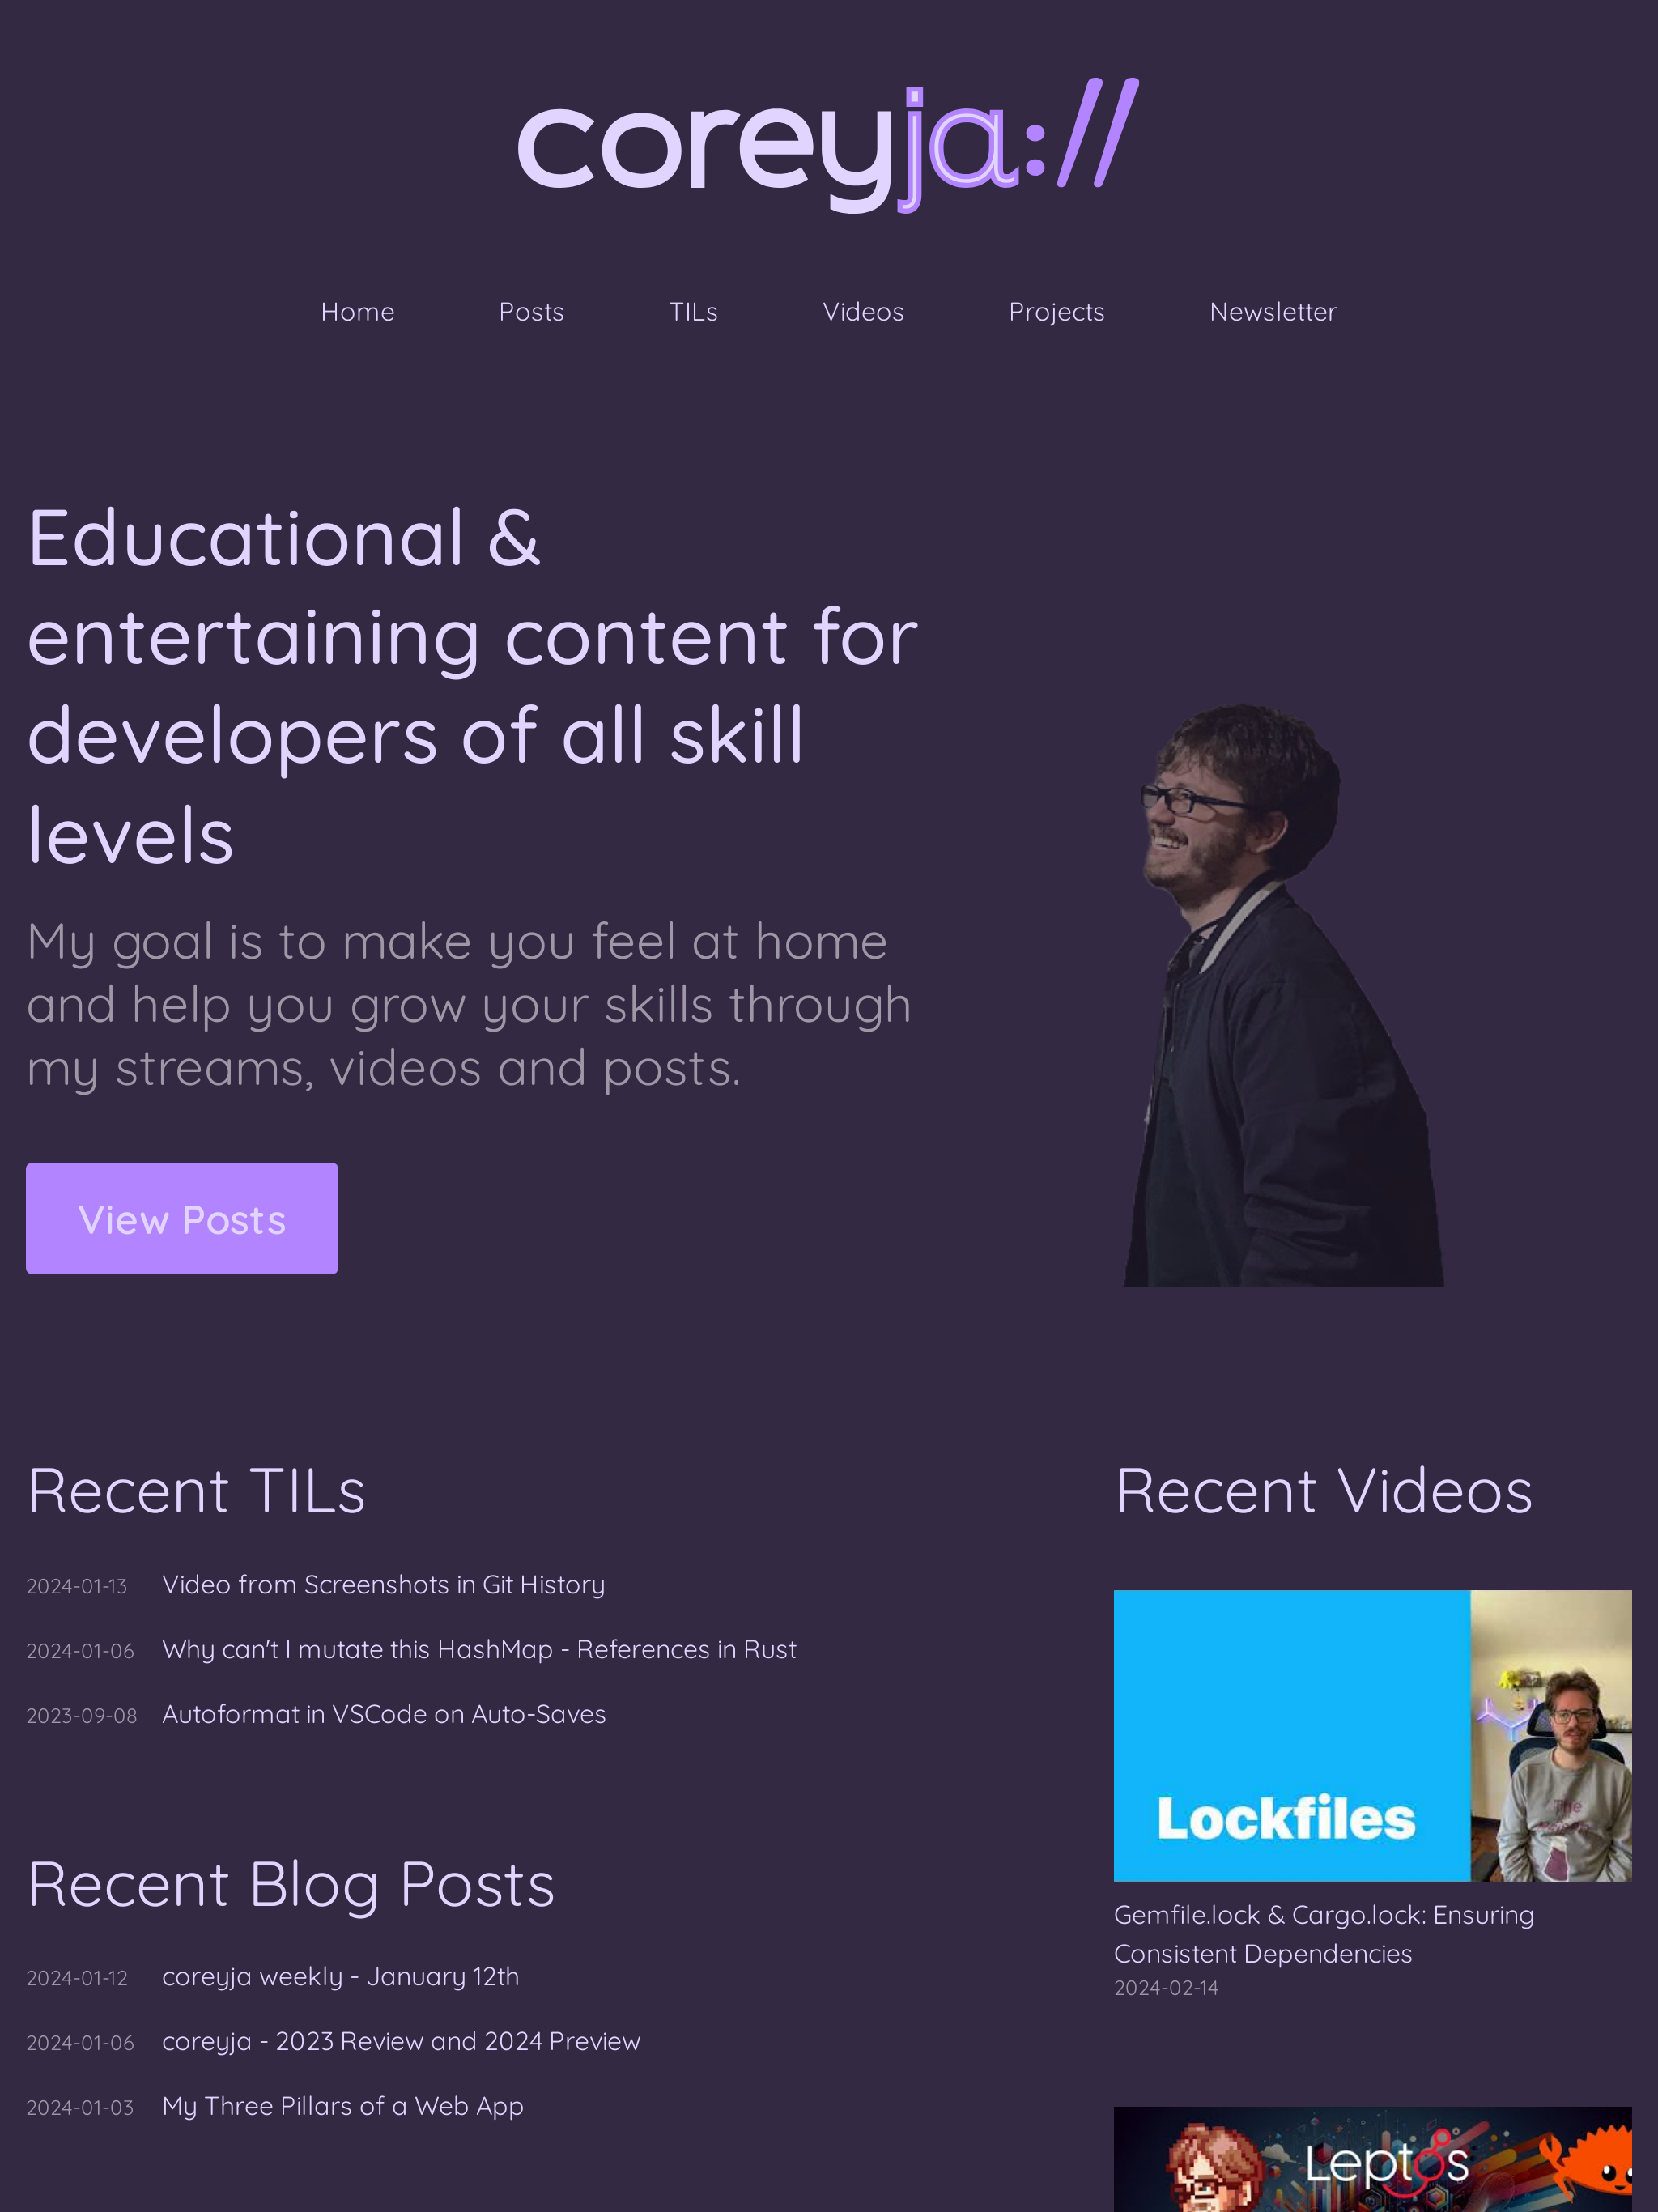 coreyja://
Home Posts TILs Videos Projects Newsletter
Educational &
entertaining content for
developers of all skill
levels
My goal is to make you feel at home
and help you grow your skills through
my streams, videos and posts.
View Posts
Recent TILs
2024-01-13 Video from Screenshots in Git History
2024-01-06 Why can't I mutate this HashMap - References in Rust
2023-09-08 Autoformat in VSCode on Auto-Saves
Recent Blog Posts
2024-01-12 coreyja weekly - January 12th
2024-01-06 coreyja - 2023 Review and 2024 Preview
2024-01-03 My Three Pillars of a Web App
Recent Videos
Lockfiles
The
Gemfile.lock & Cargo.lock: Ensuring
Consistent Dependencies
2024-02-14
Leptos